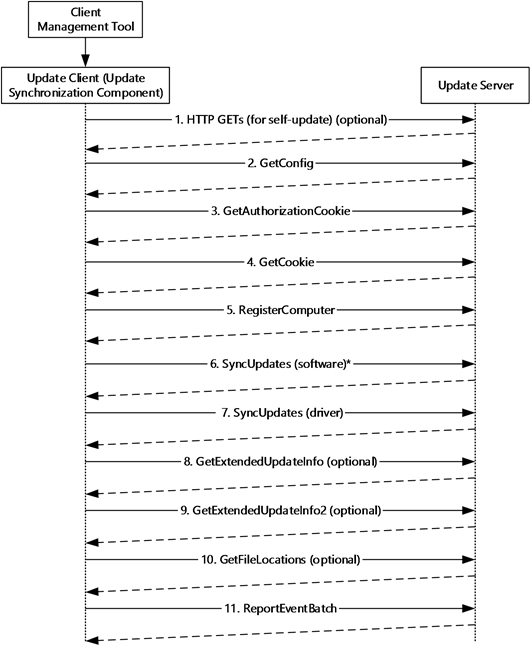 Client
Management Tool
Update Client (Update
Synchronization Component)
Update Server
1. HTTP GETs (for self-update) (optional)
2. GetConfig
3. GetAuthorizationCookie
4. GetCookie
5. RegisterComputer
6. SyncUpdates (software)*
7. SyncUpdates (driver)
8. GetExtendedUpdateInfo (optional)
9. GetExtendedUpdateInfo2 (optional)
10. GetFileLocations (optional)
11. ReportEventBatch